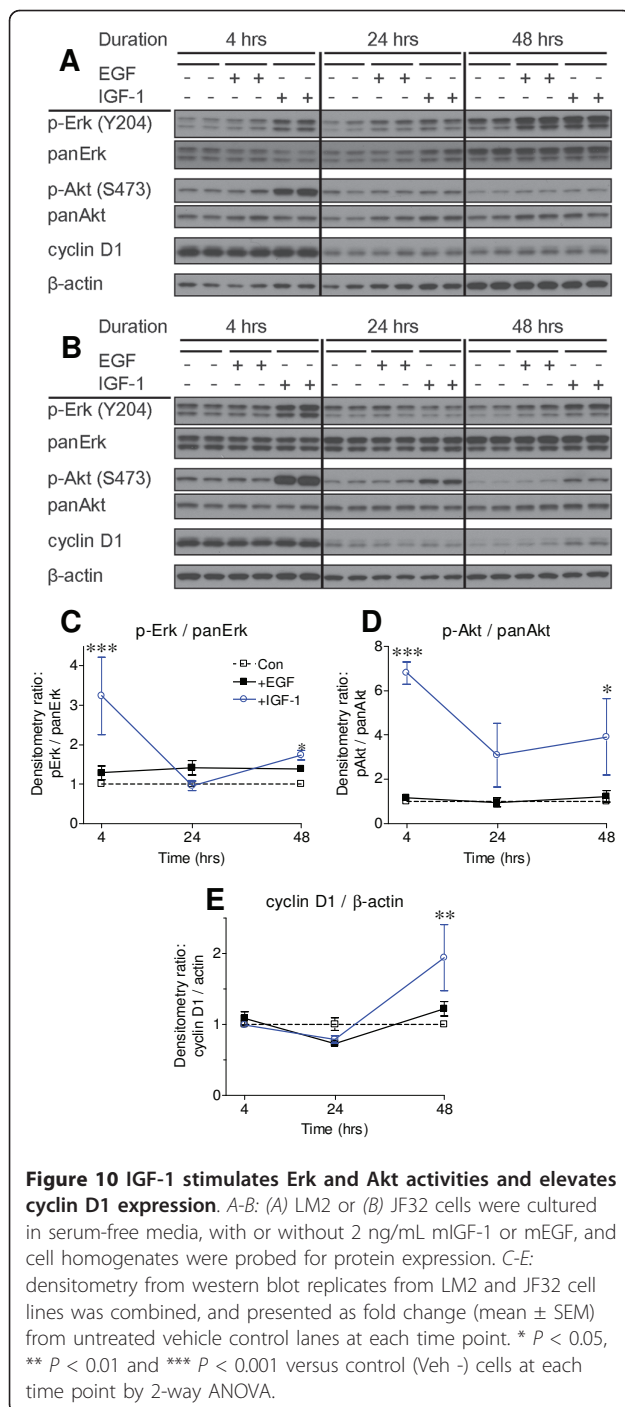 Duration 4 hrs 24 hrs 48 hrs
A
EGF - - + + - - - - + + - - - - + + - -
IGF-1 - - - - + + - - - - + + - - - - + +
p-Erk (Y204)
panErk
p-Akt (S473)
panAkt
cyclin D1
β-actin
Duration 4 hrs 24 hrs 48 hrs
B
EGF - - + + - - - - + + - - - - + + - -
IGF-1 - - - - + + - - - - + + - - - - + +
p-Erk (Y204)
panErk
p-Akt (S473)
panAkt
cyclin D1
β-actin
C p-Erk / panErk
Densitometry ratio:
pErk / panErk
4
3
2
1
0
***
*
Con
+EGF
+IGF-1
4 24 48
Time (hrs)
D p-Akt / panAkt
Densitometry ratio:
pAkt / panAkt
8
6
4
2
0
***
*
4 24 48
Time (hrs)
E cyclin D1 / β-actin
Densitometry ratio:
cyclin D1 / actin
2
1
0
**
4 24 48
Time (hrs)
Figure 10 IGF-1 stimulates Erk and Akt activities and elevates
cyclin D1 expression. A-B: (A) LM2 or (B) JF32 cells were cultured
in serum-free media, with or without 2 ng/mL mIGF-1 or mEGF, and
cell homogenates were probed for protein expression. C-E:
densitometry from western blot replicates from LM2 and JF32 cell
lines was combined, and presented as fold change (mean ± SEM)
from untreated vehicle control lanes at each time point. * P < 0.05,
** P < 0.01 and *** P < 0.001 versus control (Veh -) cells at each
time point by 2-way ANOVA.